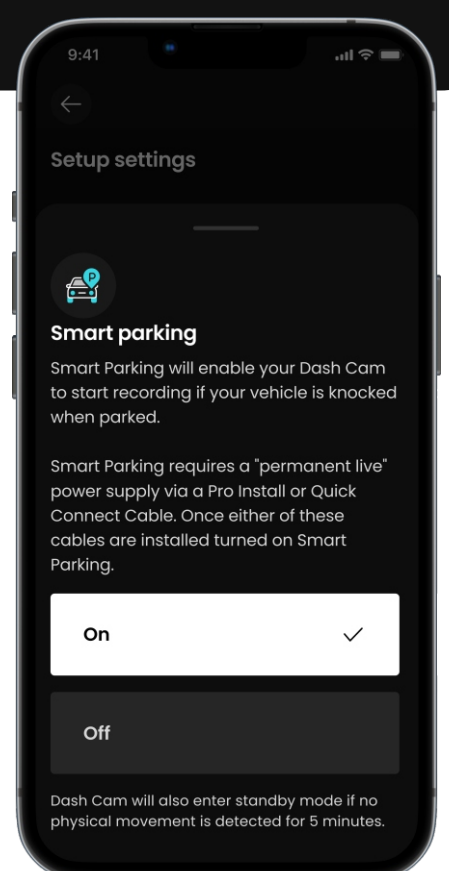 9:41
Setup settings
P
Smart parking
Smart Parking will enable your Dash Cam
to start recording if your vehicle is knocked
when parked.
Smart Parking requires a "permanent live"
power supply via a Pro Install or Quick
Connect Cable. Once either of these
cables are installed turned on Smart
Parking.
On
Off
Dash Cam will also enter standby mode if no
physical movement is detected for 5 minutes.